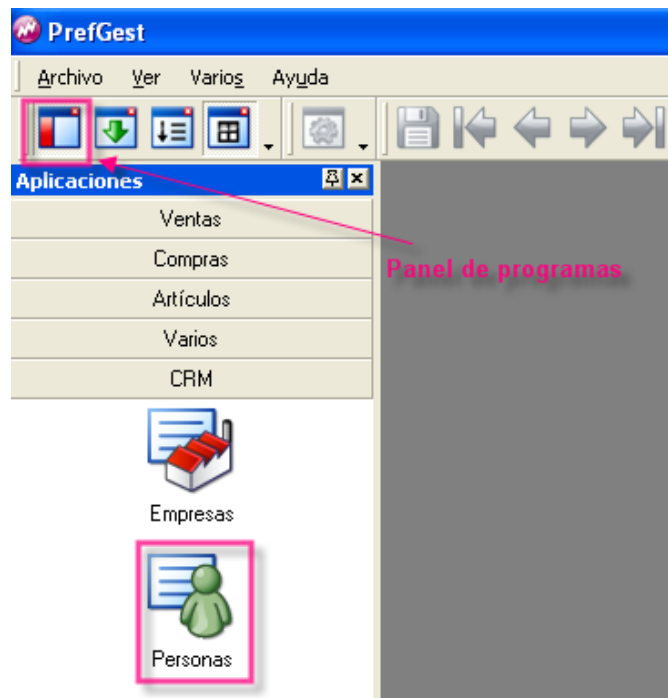 PrefGest
Archivo Ver Varios Ayuda
Aplicaciones
Ventas
Compras
Panel de programas
Artículos
Varios
CRM
Empresas
Personas